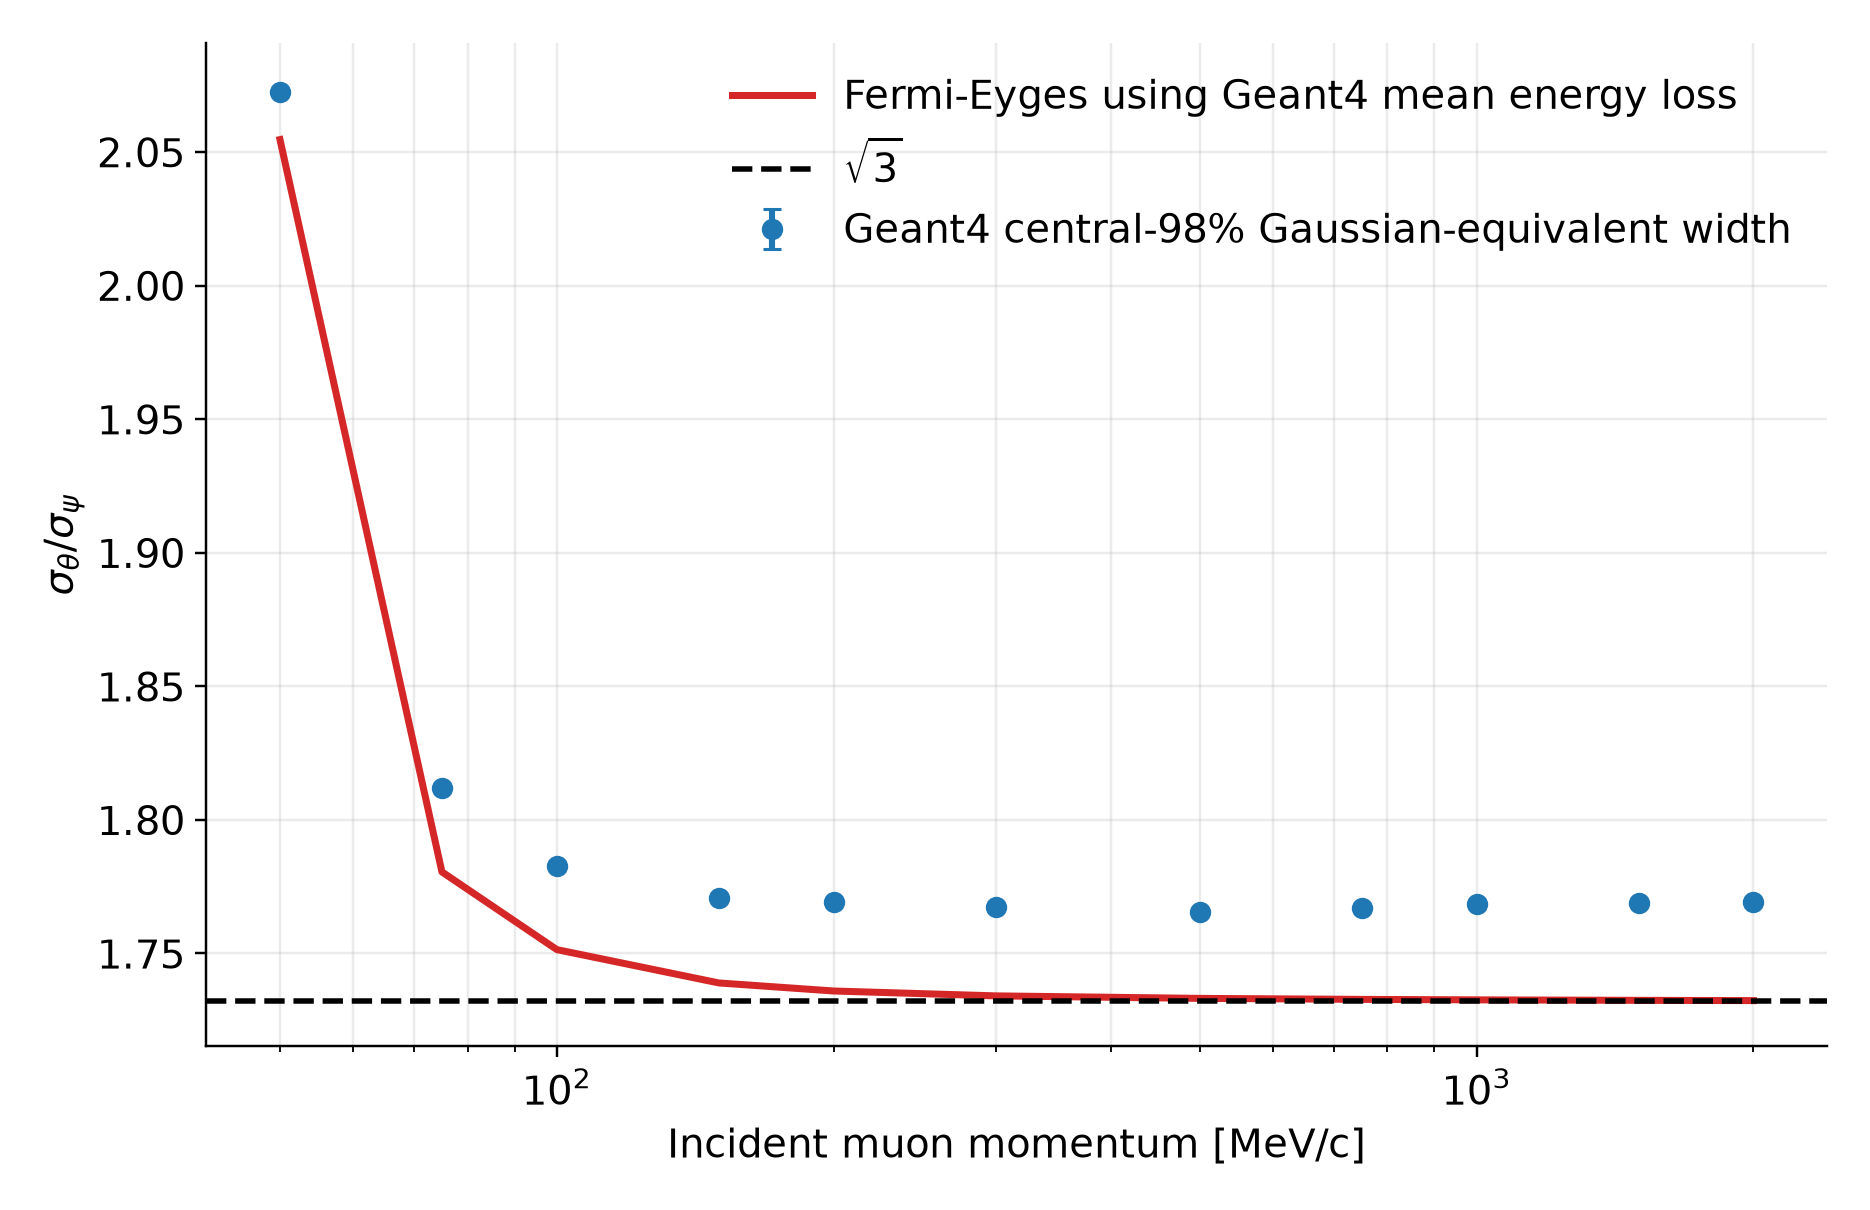 Fermi-Eyges using Geant4 mean energy loss
√3
Geant4 central-98% Gaussian-equivalent width
2.05
2.00
1.95
1.90
1.85
1.80
1.75
σθ/σψ
10²
10³
Incident muon momentum [MeV/c]